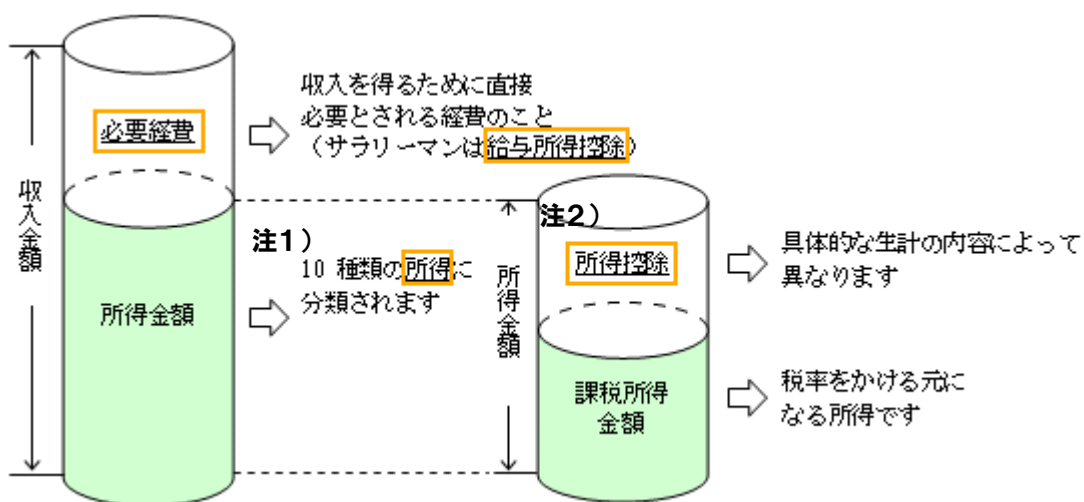 収入金額
必要経費
収入を得るために直接
必要とされる経費のこと
（サラリーマンは給与所得控除）
所得金額
注1）
10 種類の所得に
分類されます
所得金額
注2）
所得控除
具体的な生計の内容によって
異なります
課税所得
金額
税率をかける元に
なる所得です